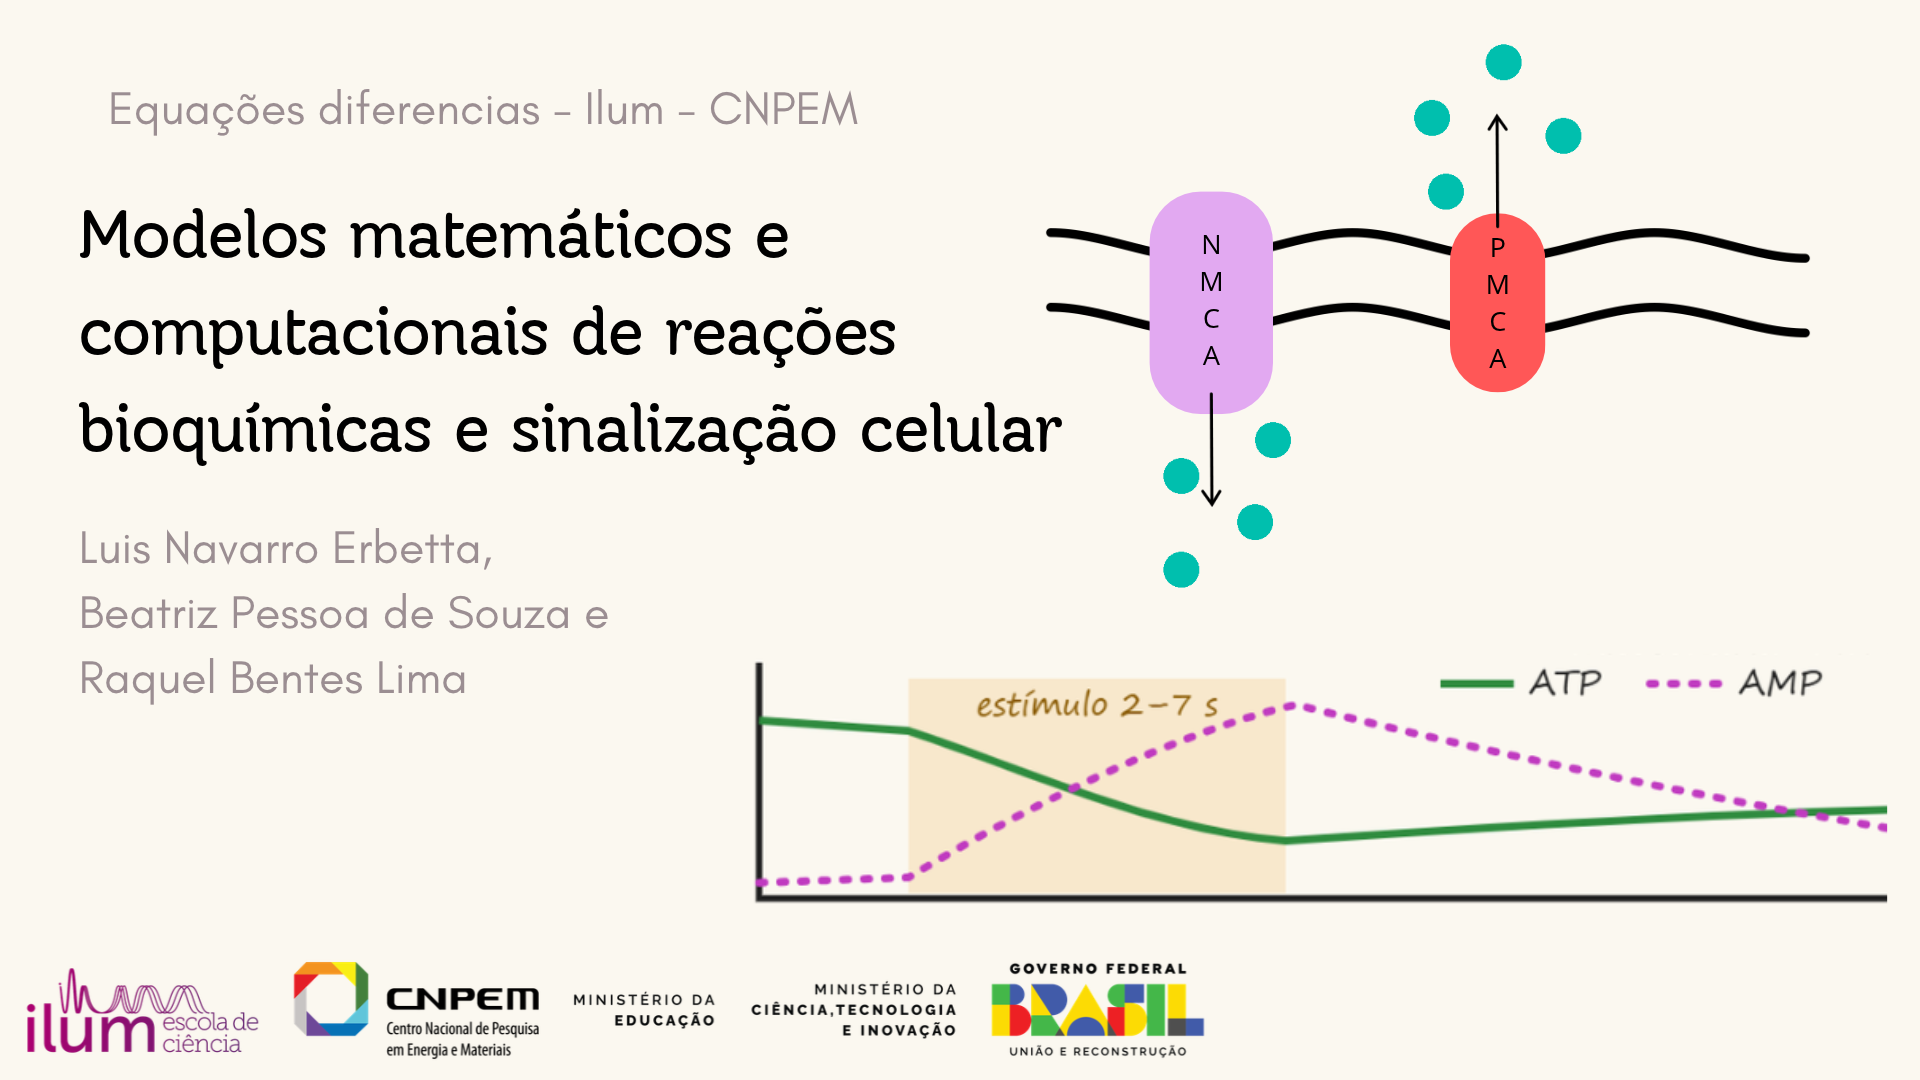 Equações diferencias - Ilum - CNPEM
Modelos matemáticos e
computacionais de reações
bioquímicas e sinalização celular
Luis Navarro Erbetta,
Beatriz Pessoa de Souza e
Raquel Bentes Lima
N
M
C
A
P
M
C
A
estímulo 2-7 s
ATP
AMP
ilum
escola de
ciência
CNPEM
Centro Nacional de Pesquisa
em Energia e Materiais
MINISTÉRIO DA
EDUCAÇÃO
MINISTÉRIO DA
CIÊNCIA,TECNOLOGIA
E INOVAÇÃO
GOVERNO FEDERAL
BRASIL
UNIÃO E RECONSTRUÇÃO